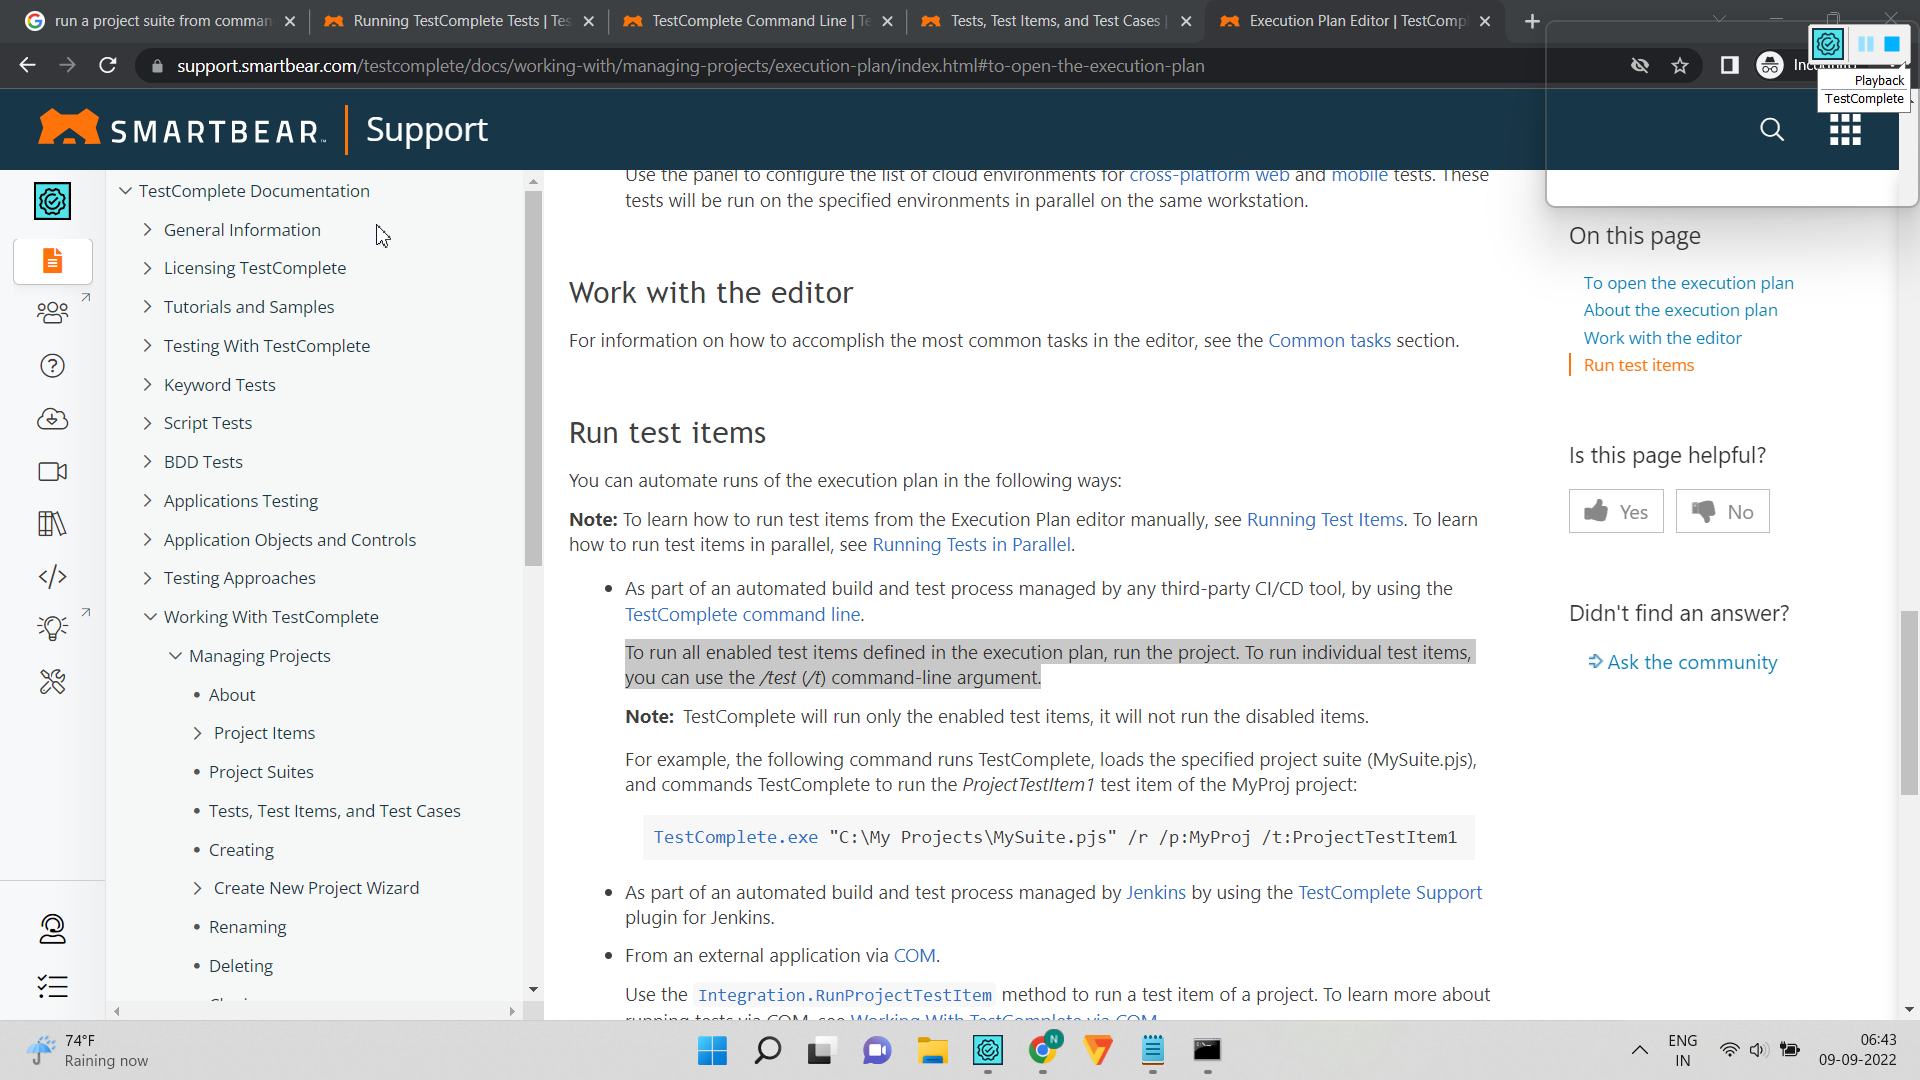 run a project suite from comman
Running TestComplete Tests | Tes
TestComplete Command Line | Te
Tests, Test Items, and Test Cases |
Execution Plan Editor | TestComp
support.smartbear.com/testcomplete/docs/working-with/managing-projects/execution-plan/index.html#to-open-the-execution-plan
Playback
TestComplete
SMARTBEAR
Support
TestComplete Documentation
General Information
Licensing TestComplete
Tutorials and Samples
Testing With TestComplete
Keyword Tests
Script Tests
BDD Tests
Applications Testing
Application Objects and Controls
Testing Approaches
Working With TestComplete
Managing Projects
About
Project Items
Project Suites
Tests, Test Items, and Test Cases
Creating
Create New Project Wizard
Renaming
Deleting
Use the panel to configure the list of cloud environments for cross-platform web and mobile tests. These
tests will be run on the specified environments in parallel on the same workstation.
Work with the editor
For information on how to accomplish the most common tasks in the editor, see the Common tasks section.
Run test items
You can automate runs of the execution plan in the following ways:
Note: To learn how to run test items from the Execution Plan editor manually, see Running Test Items. To learn
how to run test items in parallel, see Running Tests in Parallel.
• As part of an automated build and test process managed by any third-party CI/CD tool, by using the
TestComplete command line.
To run all enabled test items defined in the execution plan, run the project. To run individual test items,
you can use the /test (/t) command-line argument.
Note: TestComplete will run only the enabled test items, it will not run the disabled items.
For example, the following command runs TestComplete, loads the specified project suite (MySuite.pjs),
and commands TestComplete to run the ProjectTestItem1 test item of the MyProj project:
TestComplete.exe "C:\My Projects\MySuite.pjs" /r /p:MyProj /t:ProjectTestItem1
• As part of an automated build and test process managed by Jenkins by using the TestComplete Support
plugin for Jenkins.
• From an external application via COM.
Use the Integration.RunProjectTestItem method to run a test item of a project. To learn more about
running tests via COM, see Working With TestComplete via COM
On this page
To open the execution plan
About the execution plan
Work with the editor
Run test items
Is this page helpful?
Yes
No
Didn't find an answer?
Ask the community
74°F
Raining now
N
ENG
IN
06:43
09-09-2022